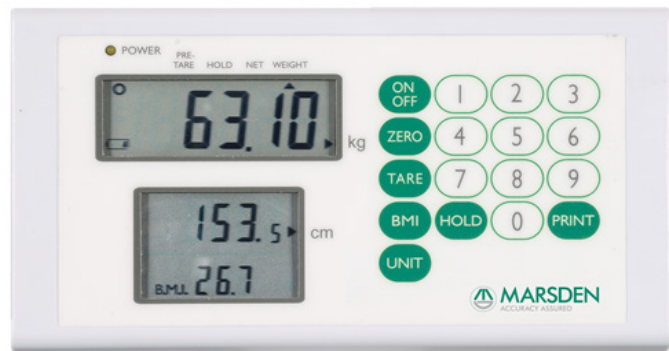 POWER
PRE-
TARE HOLD NET WEIGHT
63.10 kg
153.5 cm
B.M.I. 26.7
ON
OFF 1 2 3
ZERO 4 5 6
TARE 7 8 9
BMI HOLD 0 PRINT
UNIT
MARSDEN
ACCURACY ASSURED